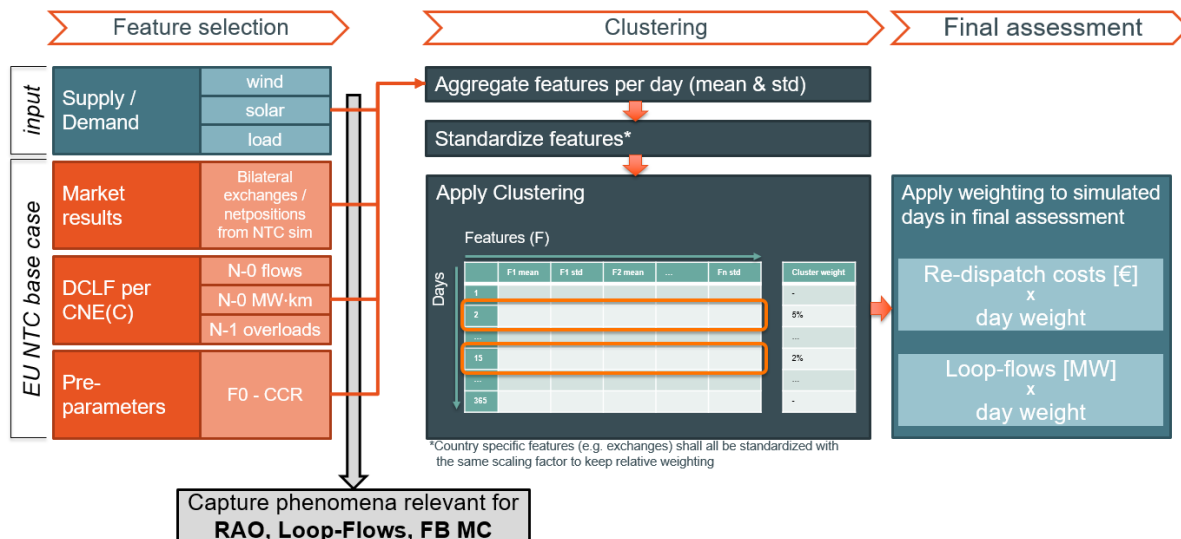 Feature selection
Clustering
Final assessment
input
Supply /
Demand
wind
solar
load
EU NTC base case
Market
results
Bilateral
exchanges /
netpositions
from NTC sim
DCLF per
CNE(C)
N-0 flows
N-0 MW·km
N-1 overloads
Pre-
parameters
F0 - CCR
Capture phenomena relevant for
RAO, Loop-Flows, FB MC
Aggregate features per day (mean & std)
Standardize features*
Apply Clustering
Features (F)
Days
F1 mean F1 std F2 mean ... Fn std Cluster weight
1 -
2 5%
... ...
15 2%
... ...
365 -
*Country specific features (e.g. exchanges) shall all be standardized with
the same scaling factor to keep relative weighting
Apply weighting to simulated
days in final assessment
Re-dispatch costs [€]
x
day weight
Loop-flows [MW]
x
day weight